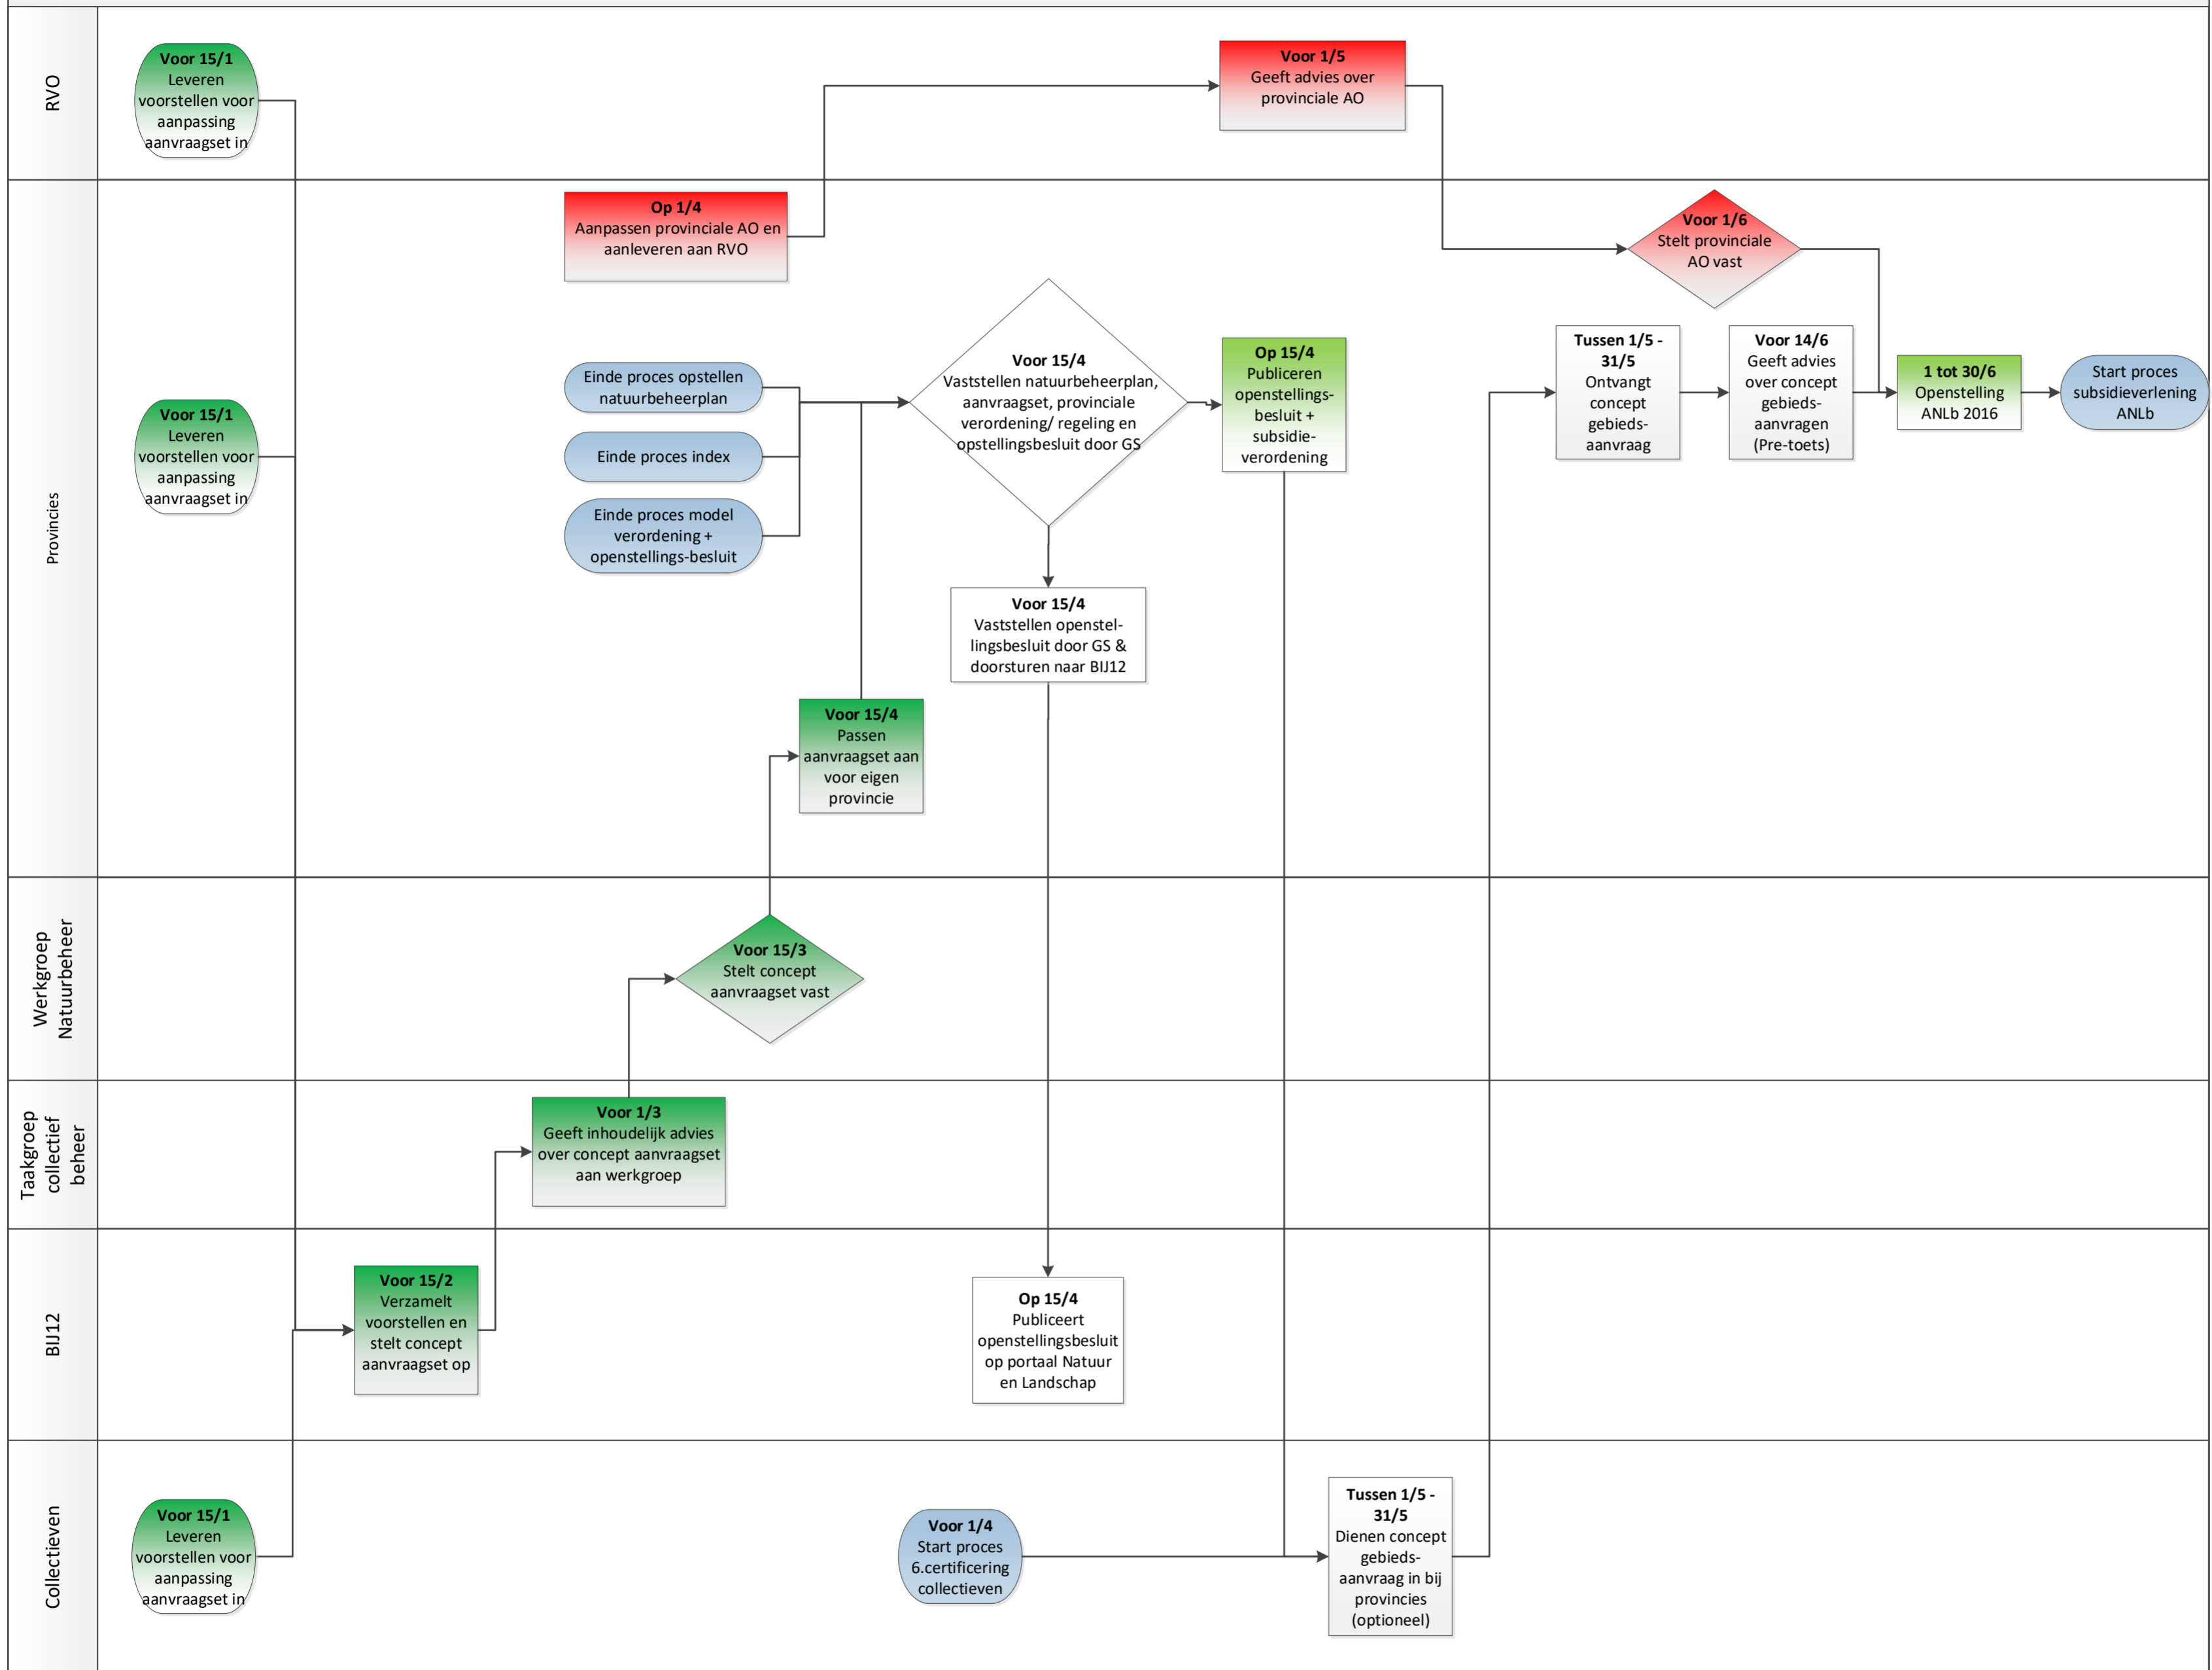 RVO
Voor 15/1
Leveren
voorstellen voor
aanpassing
aanvraagset in
Voor 1/5
Geeft advies over
provinciale AO
Provincies
Op 1/4
Aanpassen provinciale AO en
aanleveren aan RVO
Voor 1/6
Stelt provinciale
AO vast
Voor 15/1
Leveren
voorstellen voor
aanpassing
aanvraagset in
Einde proces opstellen
natuurbeheerplan
Einde proces index
Einde proces model
verordening +
openstellings-besluit
Voor 15/4
Vaststellen natuurbeheerplan,
aanvraagset, provinciale
verordening/ regeling en
opstellingsbesluit door GS
Op 15/4
Publiceren
openstellings-
besluit +
subsidie-
verordening
Tussen 1/5 -
31/5
Ontvangt
concept
gebieds-
aanvraag
Voor 14/6
Geeft advies
over concept
gebieds-
aanvragen
(Pre-toets)
1 tot 30/6
Openstelling
ANLb 2016
Start proces
subsidieverlening
ANLb
Voor 15/4
Vaststellen openstel-
lingsbesluit door GS &
doorsturen naar BIJ12
Voor 15/4
Passen
aanvraagset aan
voor eigen
provincie
Werkgroep
Natuurbeheer
Voor 15/3
Stelt concept
aanvraagset vast
Taakgroep
collectief
beheer
Voor 1/3
Geeft inhoudelijk advies
over concept aanvraagset
aan werkgroep
BIJ12
Voor 15/2
Verzamelt
voorstellen en
stelt concept
aanvraagset op
Op 15/4
Publiceert
openstellingsbesluit
op portaal Natuur
en Landschap
Collectieven
Voor 15/1
Leveren
voorstellen voor
aanpassing
aanvraagset in
Voor 1/4
Start proces
6.certificering
collectieven
Tussen 1/5 -
31/5
Dienen concept
gebieds-
aanvraag in bij
provincies
(optioneel)